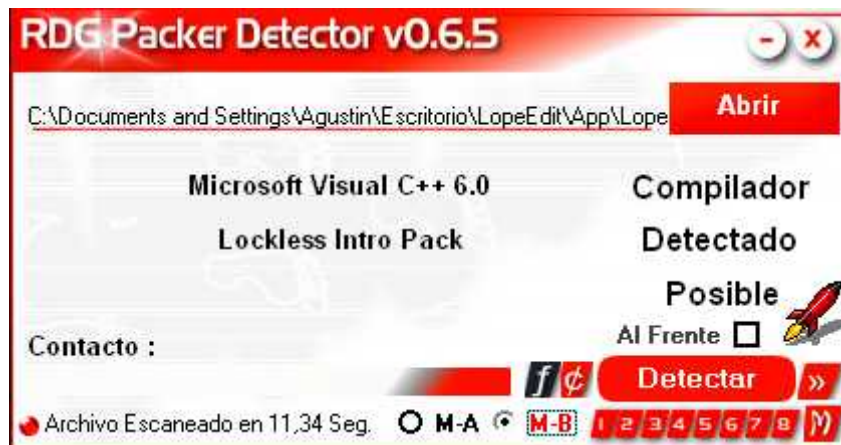 RDG Packer Detector v0.6.5
C:\Documents and Settings\Agustin\Escritorio\LopeEdit\App\Lope
Abrir
Microsoft Visual C++ 6.0
Compilador
Lockless Intro Pack
Detectado
Posible
Al Frente
Contacto :
f ¢ Detectar »
Archivo Escaneado en 11,34 Seg. M-A M-B 1 2 3 4 5 6 7 8